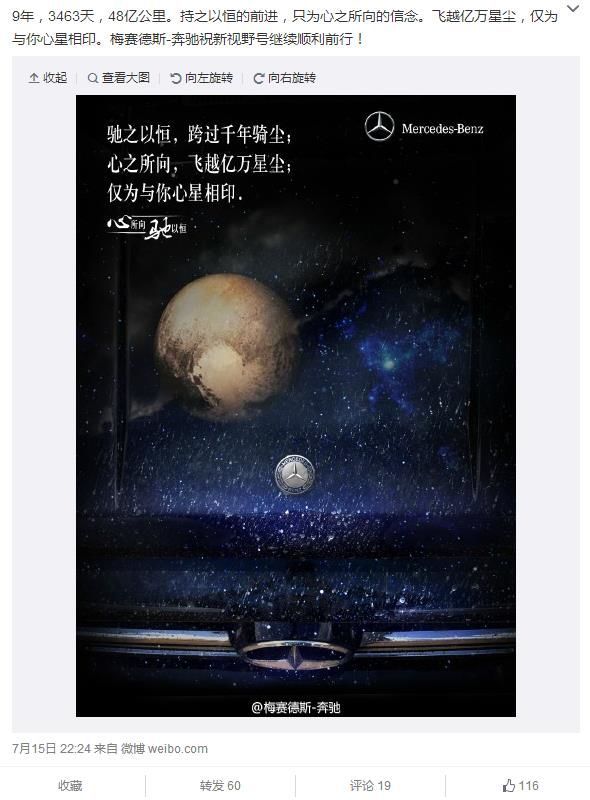 9年，3463天，48亿公里。持之以恒的前进，只为心之所向的信念。飞越亿万星尘，仅为
与你心星相印。梅赛德斯-奔驰祝新视野号继续顺利前行！
收起 查看大图 向左旋转 向右旋转
驰之以恒，跨过千年骑尘；
心之所向，飞越亿万星尘；
仅为与你心星相印.
心所向 驰以恒
Mercedes-Benz
@梅赛德斯-奔驰
7月15日 22:24 来自 微博 weibo.com
收藏 转发 60 评论 19 116